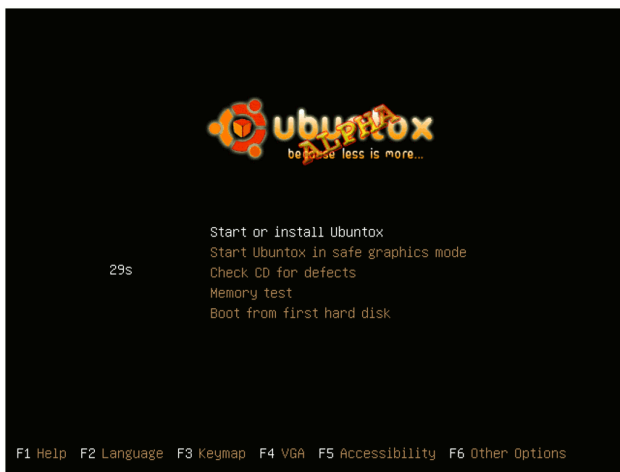 ubuntox
ALPHA
because less is more...
Start or install Ubuntox
Start Ubuntox in safe graphics mode
29s
Check CD for defects
Memory test
Boot from first hard disk
F1 Help F2 Language F3 Keymap F4 VGA F5 Accessibility F6 Other Options